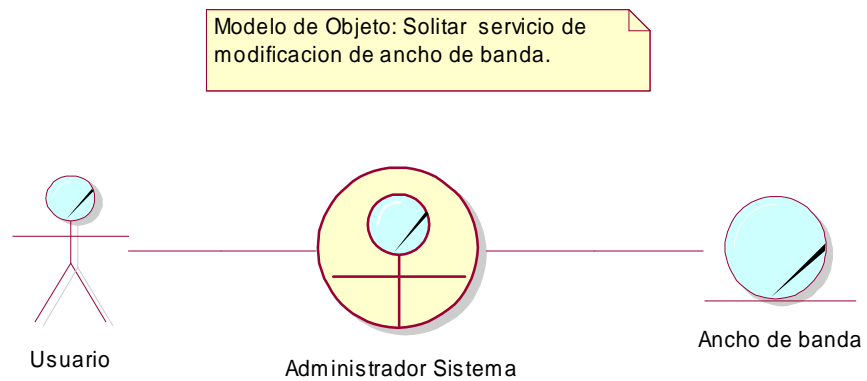 Modelo de Objeto: Solitar servicio de
modificacion de ancho de banda.
Usuario
Administrador Sistema
Ancho de banda